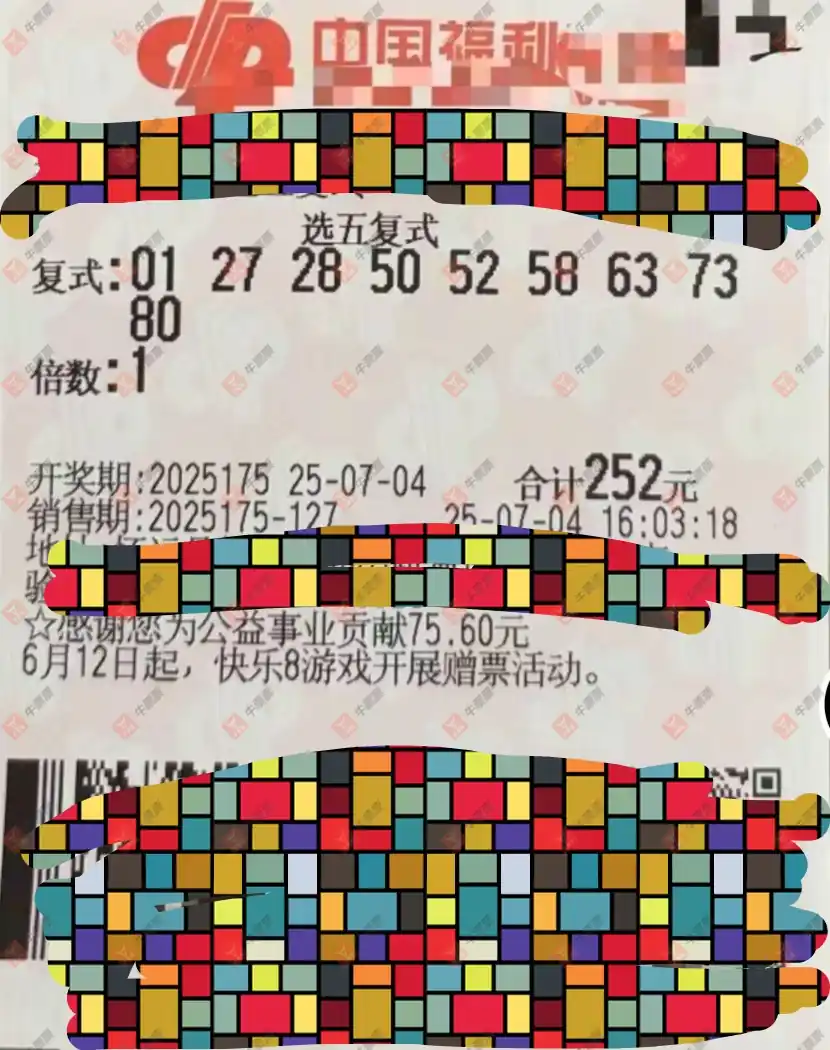 中国福利
选五复式
复式:01 27 28 50 52 58 63 73
80
倍数:1
开奖期:2025175 25-07-04 合计252元
销售期:2025175-127 25-07-04 16:03:18
☆感谢您为公益事业贡献75.60元
6月12日起，快乐8游戏开展赠票活动。